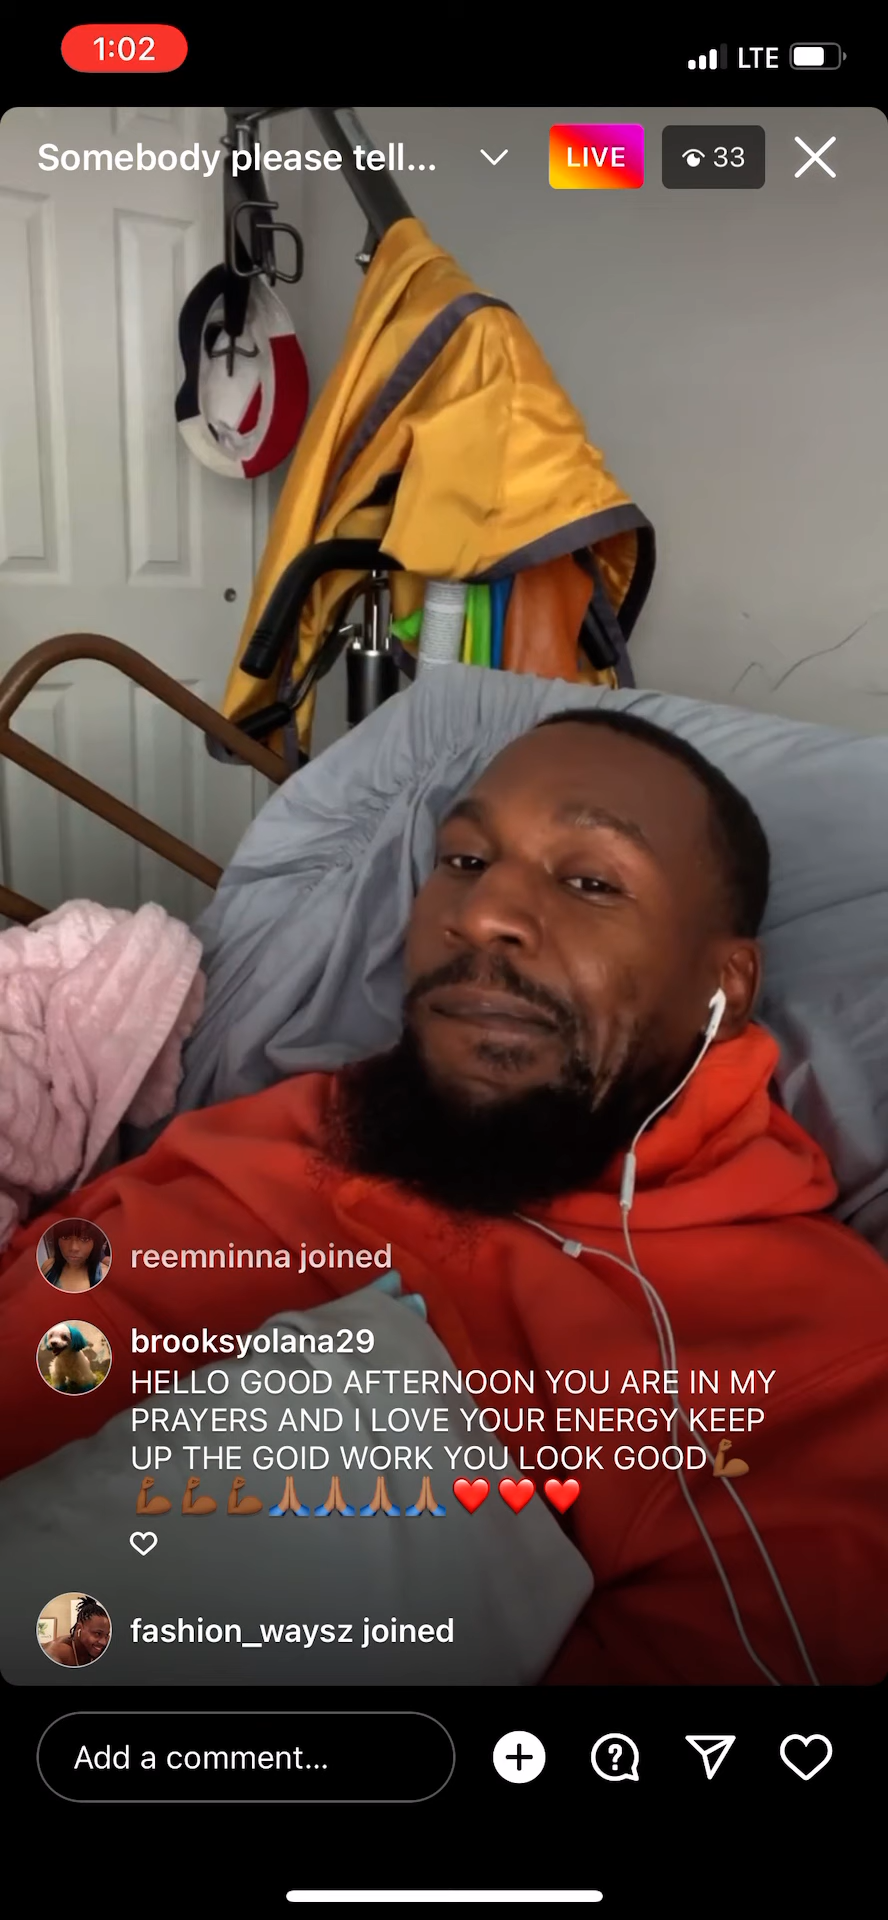 1:02
LTE
Somebody please tell...
LIVE
33
reemninna joined
brooksyolana29
HELLO GOOD AFTERNOON YOU ARE IN MY
PRAYERS AND I LOVE YOUR ENERGY KEEP
UP THE GOID WORK YOU LOOK GOOD💪🏾
💪🏾💪🏾💪🏾🙏🏽🙏🏽🙏🏽🙏🏽❤️❤️❤️
fashion_waysz joined
Add a comment...